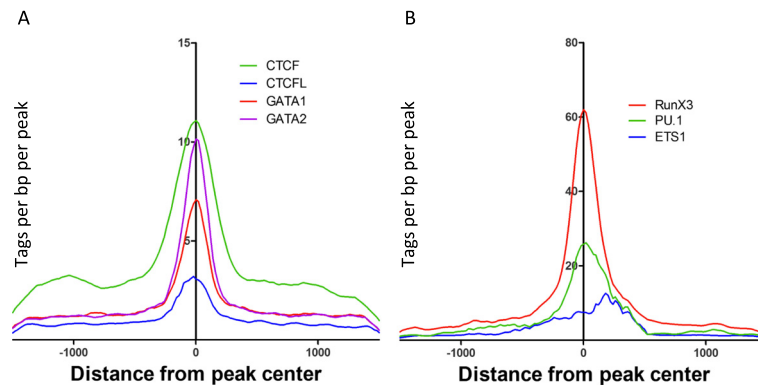 A
Tags per bp per peak
15
10
5
CTCF
CTCFL
GATA1
GATA2
-1000
0
1000
Distance from peak center
B
Tags per bp per peak
80
60
40
20
RunX3
PU.1
ETS1
-1000
0
1000
Distance from peak center